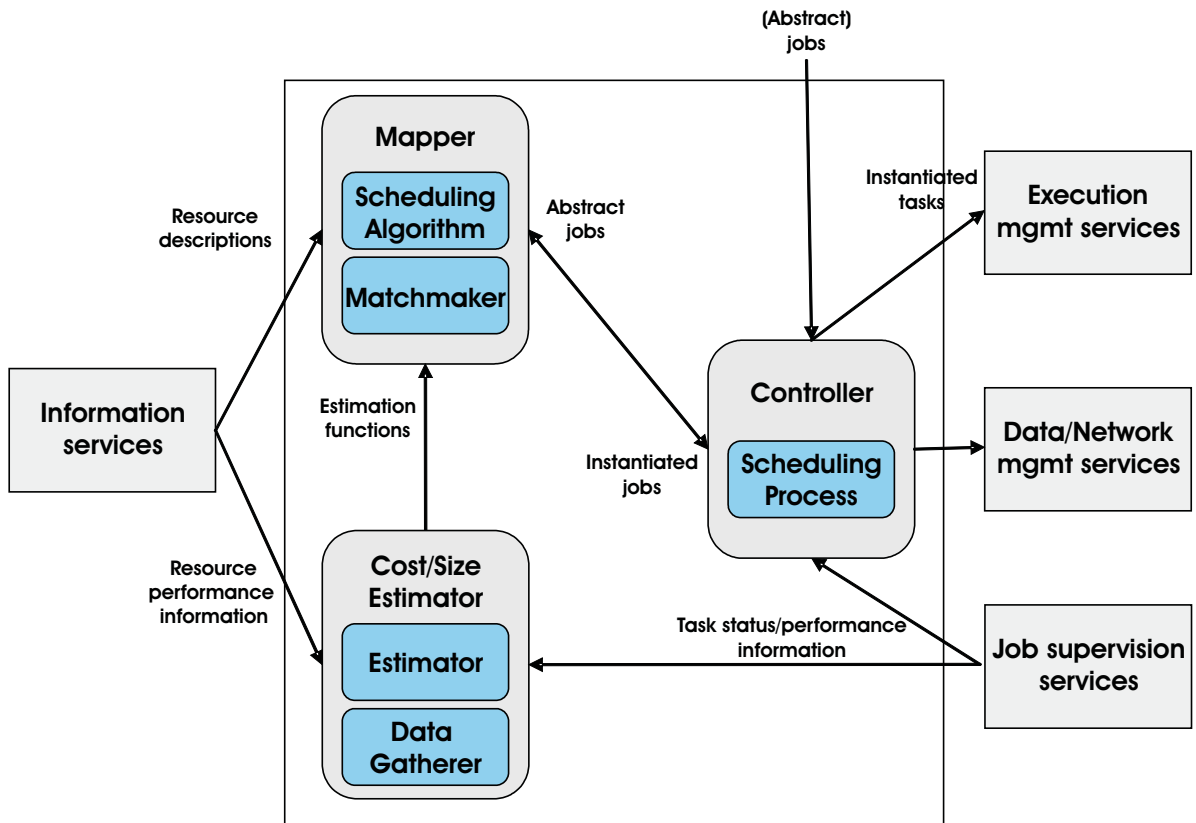 (Abstract)
jobs
Mapper
Scheduling
Algorithm
Matchmaker
Resource
descriptions
Abstract
jobs
Instantiated
tasks
Execution
mgmt services
Information
services
Estimation
functions
Instantiated
jobs
Controller
Scheduling
Process
Data/Network
mgmt services
Resource
performance
information
Cost/Size
Estimator
Estimator
Data
Gatherer
Task status/performance
information
Job supervision
services